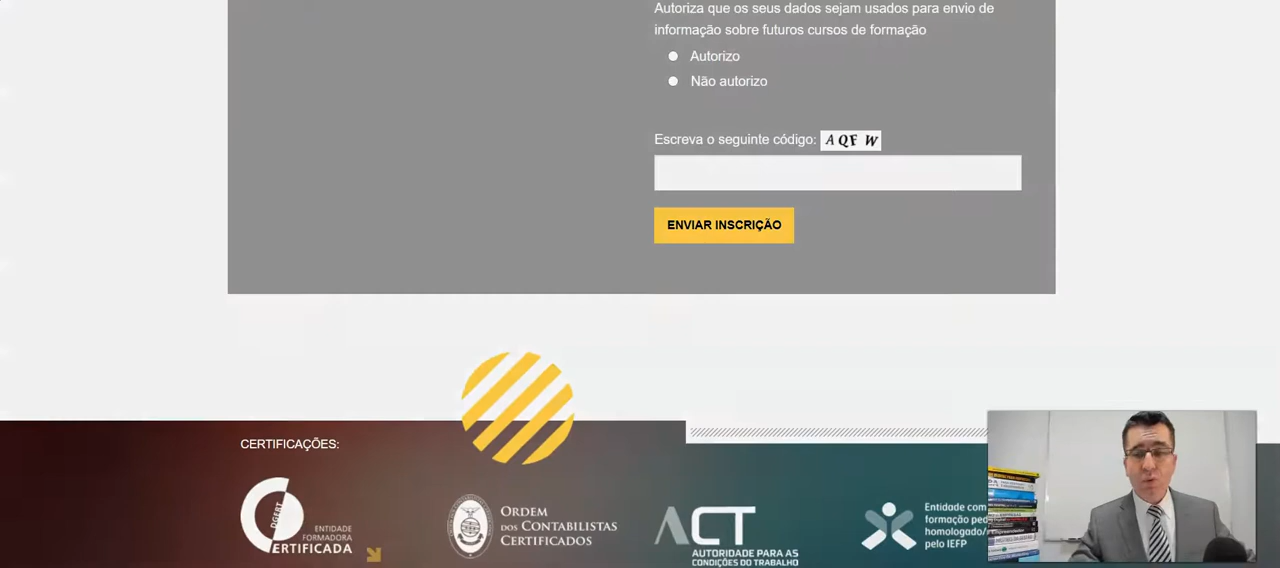 Autoriza que os seus dados sejam usados para envio de
informação sobre futuros cursos de formação
Autorizo
Não autorizo
Escreva o seguinte código: AQF W
ENVIAR INSCRIÇÃO
CERTIFICAÇÕES:
DGERT
ENTIDADE
FORMADORA
CERTIFICADA
ORDEM
DOS CONTABILISTAS
CERTIFICADOS
ACT
AUTORIDADE PARA AS
CONDIÇÕES DO TRABALHO
Entidade com
formação
homologado/
pelo IEFP